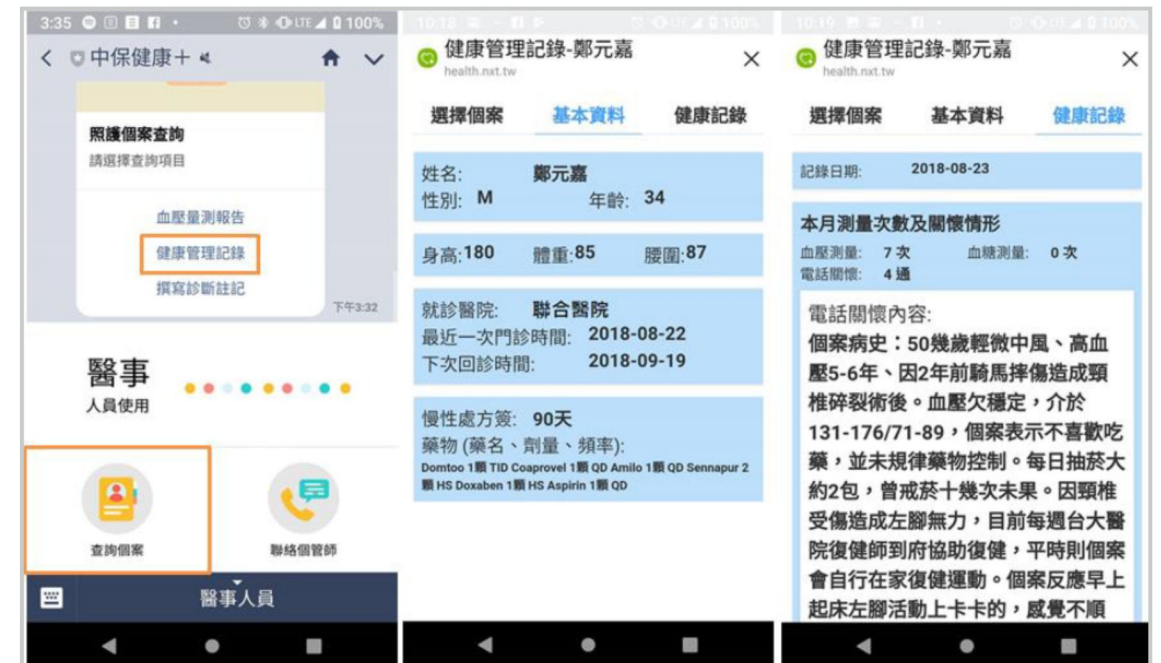 3:35
LTE
100%
中保健康＋
照護個案查詢
請選擇查詢項目
血壓量測報告
健康管理記錄
撰寫診斷註記
下午3:32
醫事
人員使用
查詢個案
聯絡個管師
醫事人員
10:18
LTE
100%
健康管理記錄-鄭元嘉
health.nxt.tw
選擇個案
基本資料
健康記錄
姓名: 鄭元嘉
性別: M 年齡: 34
身高:180 體重:85 腰圍:87
就診醫院: 聯合醫院
最近一次門診時間: 2018-08-22
下次回診時間: 2018-09-19
慢性處方簽: 90天
藥物 (藥名、劑量、頻率):
Domtoo 1顆 TID Coaprovel 1顆 QD Amilo 1顆 QD Sennapur 2
顆 HS Doxaben 1顆 HS Aspirin 1顆 QD
10:19
LTE
100%
健康管理記錄-鄭元嘉
health.nxt.tw
選擇個案
基本資料
健康記錄
記錄日期: 2018-08-23
本月測量次數及關懷情形
血壓測量: 7 次 血糖測量: 0 次
電話關懷: 4 通
電話關懷內容:
個案病史：50幾歲輕微中風、高血
壓5-6年、因2年前騎馬摔傷造成頸
椎碎裂術後。血壓欠穩定，介於
131-176/71-89，個案表示不喜歡吃
藥，並未規律藥物控制。每日抽菸大
約2包，曾戒菸十幾次未果。因頸椎
受傷造成左腳無力，目前每週台大醫
院復健師到府協助復健，平時則個案
會自行在家復健運動。個案反應早上
起床左腳活動上卡卡的，感覺不順